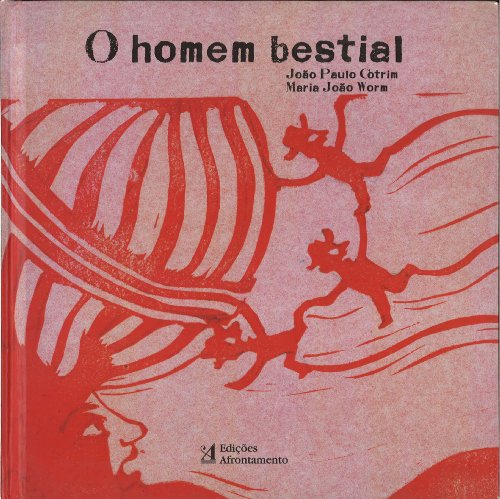 O homem bestial
João Paulo Cotrim
Maria João Worm
Edições
Afrontamento